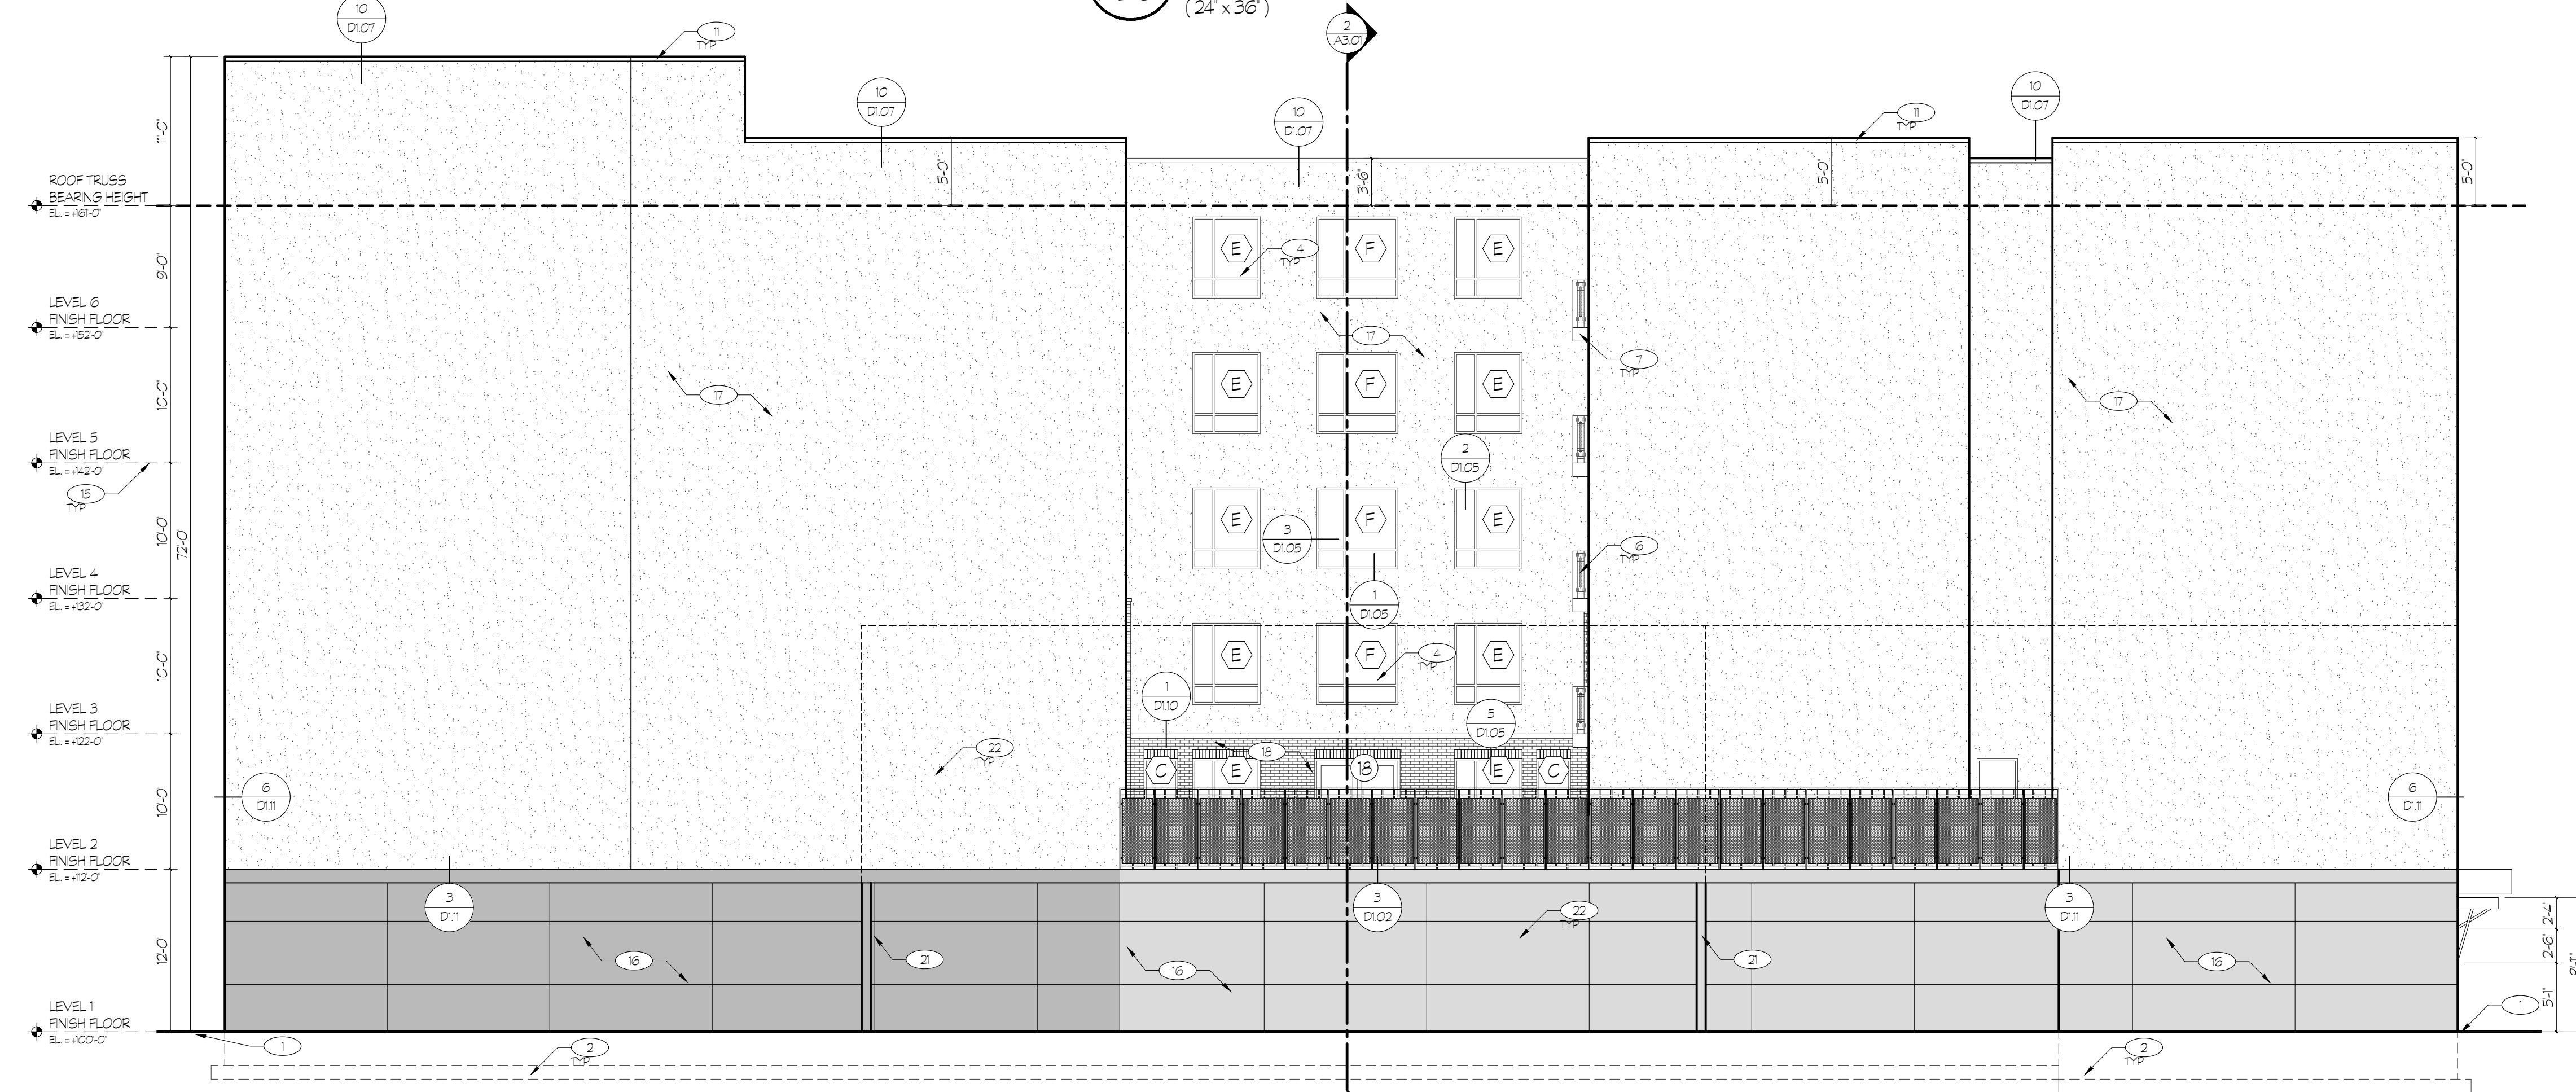 (24" x 36")
10
D1.07
11
TYP
2
A3.01
10
D1.07
10
D1.07
11
TYP
10
D1.07
11'-0"
5'-0"
3'-6"
5'-0"
5'-0"
ROOF TRUSS
BEARING HEIGHT
EL. = +161'-0"
E
F
E
4
TYP
9'-0"
LEVEL 6
FINISH FLOOR
EL. = +152'-0"
17
7
TYP
10'-0"
E
F
E
17
17
LEVEL 5
FINISH FLOOR
EL. = +142'-0"
2
D1.05
15
TYP
10'-0"
72'-0"
E
F
E
3
D1.05
6
TYP
LEVEL 4
FINISH FLOOR
EL. = +132'-0"
1
D1.05
10'-0"
E
F
E
4
TYP
1
D1.10
LEVEL 3
FINISH FLOOR
EL. = +122'-0"
5
D1.05
22
TYP
18
C
E
18
E
C
10'-0"
6
D1.11
6
D1.11
LEVEL 2
FINISH FLOOR
EL. = +112'-0"
3
D1.11
3
D1.02
22
TYP
3
D1.11
2'-4"
2'-6"
12'-0"
16
21
16
21
16
5'-1"
9'-11"
LEVEL 1
FINISH FLOOR
EL. = +100'-0"
1
1
2
TYP
2
TYP